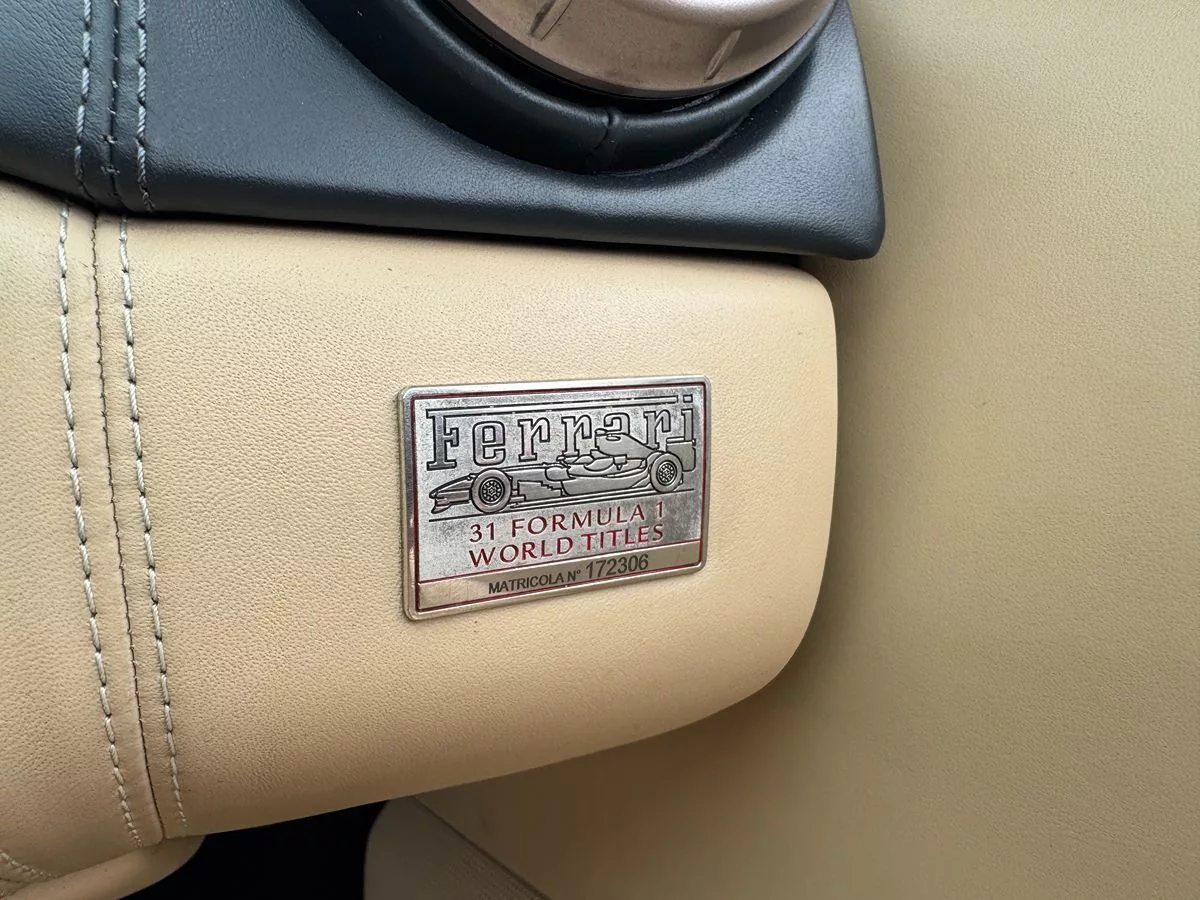 Ferrari
31 FORMULA 1
WORLD TITLES
MATRICOLA N° 172306